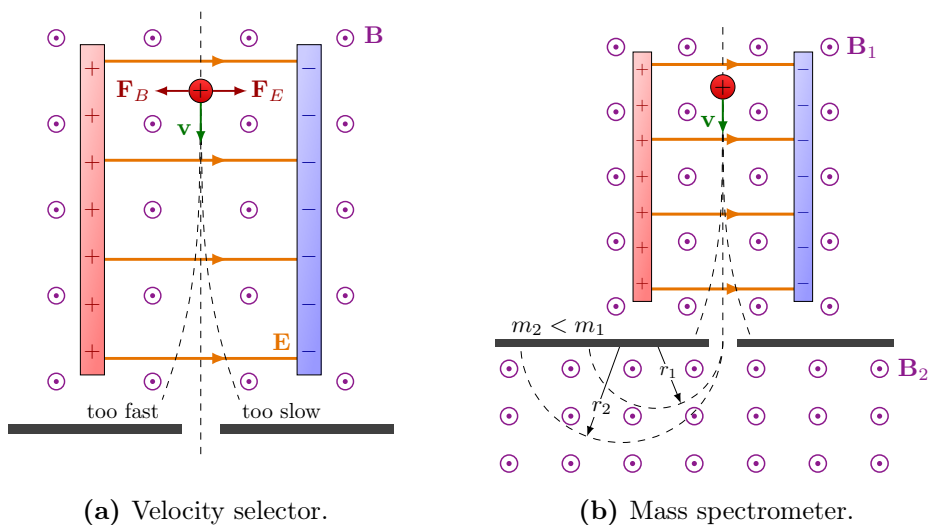 B
F_B
F_E
v
E
too fast
too slow
(a) Velocity selector.
B_1
v
m_2 < m_1
B_2
r_1
r_2
(b) Mass spectrometer.